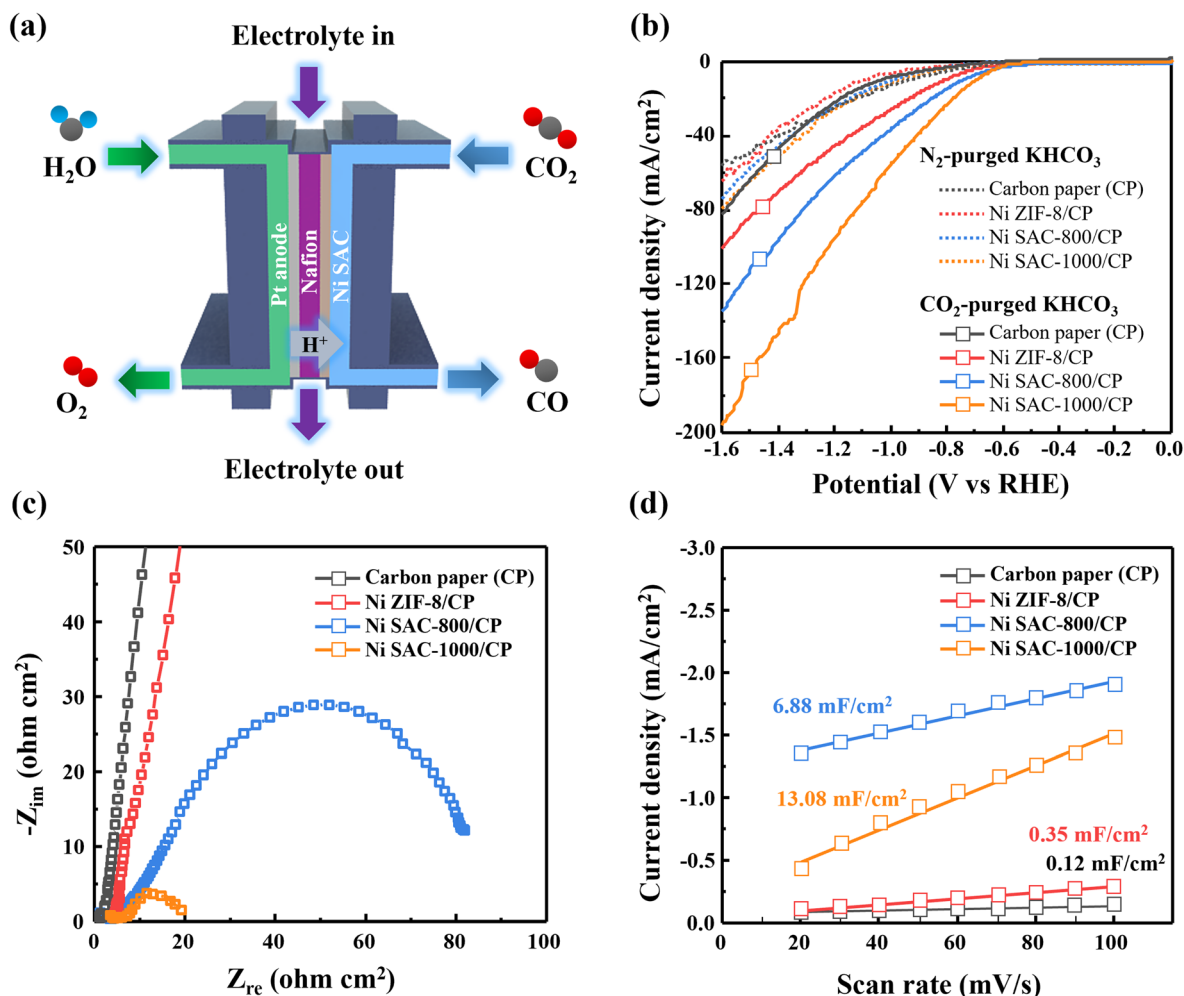 (a)
Electrolyte in
H2O
CO2
Pt anode
Nafion
Ni SAC
H+
O2
CO
Electrolyte out
(b)
Current density (mA/cm2)
0
-40
-80
-120
-160
-200
-1.6
-1.4
-1.2
-1.0
-0.8
-0.6
-0.4
-0.2
0.0
Potential (V vs RHE)
N2-purged KHCO3
Carbon paper (CP)
Ni ZIF-8/CP
Ni SAC-800/CP
Ni SAC-1000/CP
CO2-purged KHCO3
Carbon paper (CP)
Ni ZIF-8/CP
Ni SAC-800/CP
Ni SAC-1000/CP
(c)
-Zim (ohm cm2)
50
40
30
20
10
0
0
20
40
60
80
100
Zre (ohm cm2)
Carbon paper (CP)
Ni ZIF-8/CP
Ni SAC-800/CP
Ni SAC-1000/CP
(d)
Current density (mA/cm2)
-3.0
-2.5
-2.0
-1.5
-1.0
-0.5
0.0
20
40
60
80
100
Scan rate (mV/s)
Carbon paper (CP)
Ni ZIF-8/CP
Ni SAC-800/CP
Ni SAC-1000/CP
6.88 mF/cm2
13.08 mF/cm2
0.35 mF/cm2
0.12 mF/cm2